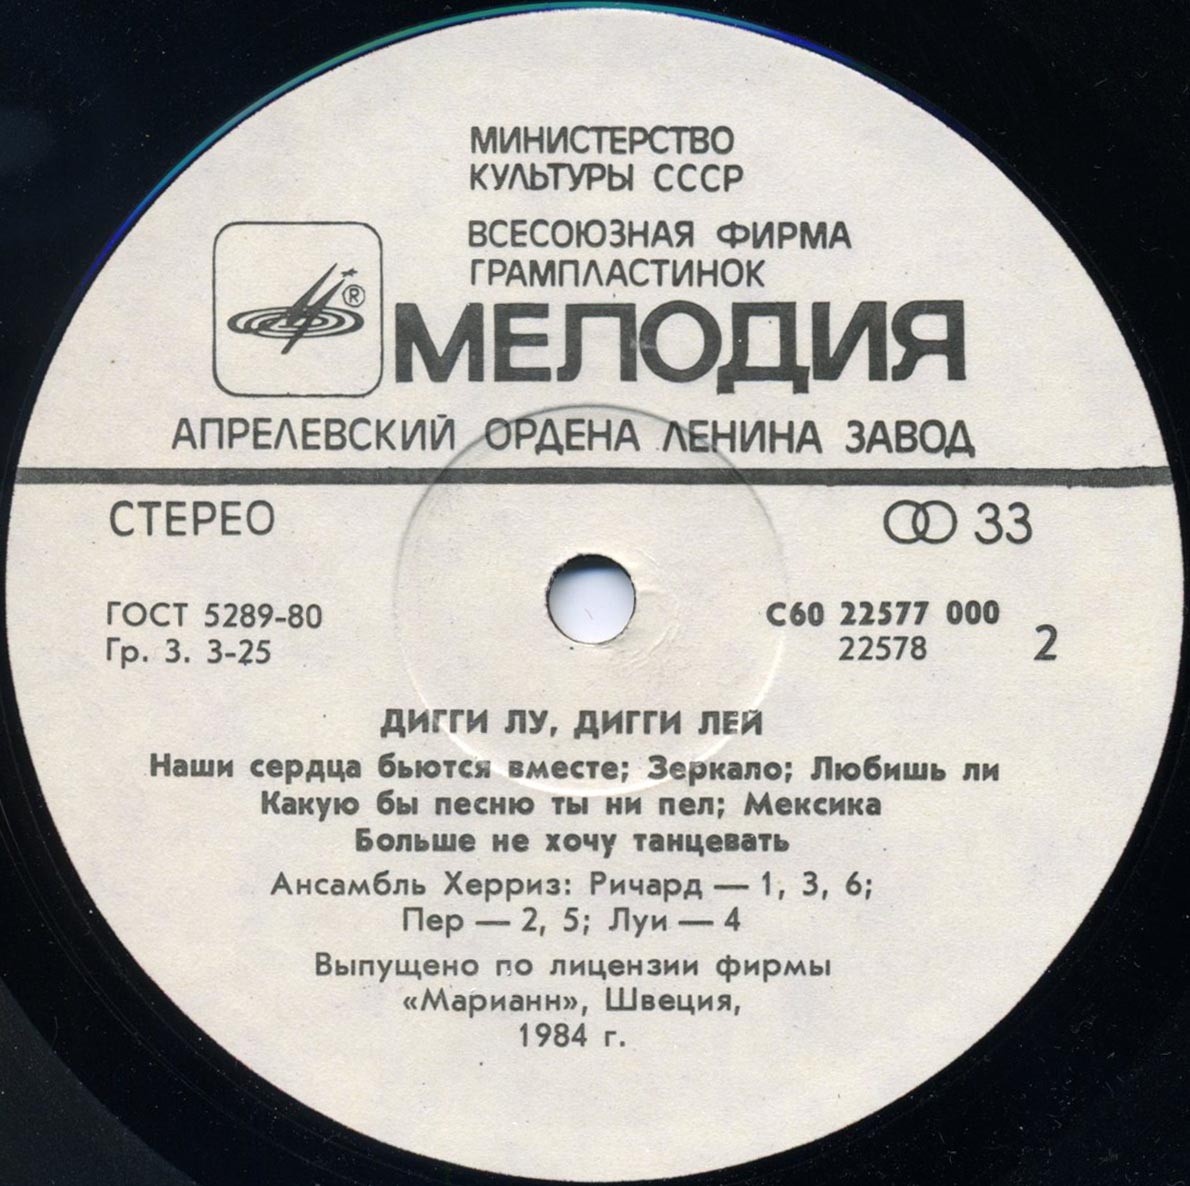 МИНИСТЕРСТВО
КУЛЬТУРЫ СССР
ВСЕСОЮЗНАЯ ФИРМА
ГРАМПЛАСТИНОК
®
МЕЛОДИЯ
АПРЕЛЕВСКИЙ ОРДЕНА ЛЕНИНА ЗАВОД
СТЕРЕО
33
ГОСТ 5289-80
Гр. 3. 3-25
С60 22577 000
22578
2
ДИГГИ ЛУ, ДИГГИ ЛЕЙ
Наши сердца бьются вместе; Зеркало; Любишь ли
Какую бы песню ты ни пел; Мексика
Больше не хочу танцевать
Ансамбль Херриз: Ричард — 1, 3, 6;
Пер — 2, 5; Луи — 4
Выпущено по лицензии фирмы
«Марианн», Швеция,
1984 г.